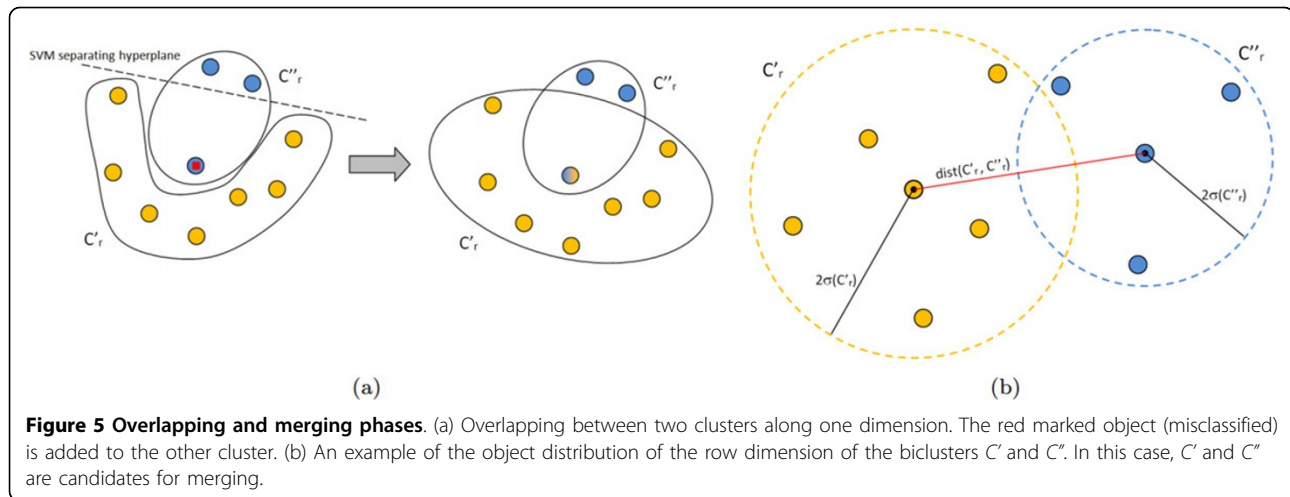 SVM separating hyperplane
C''r
C'r
C''r
C'r
C'r
C''r
dist(C'r, C''r)
2σ(C''r)
2σ(C'r)
(a)
(b)
Figure 5 Overlapping and merging phases. (a) Overlapping between two clusters along one dimension. The red marked object (misclassified)
is added to the other cluster. (b) An example of the object distribution of the row dimension of the biclusters C' and C''. In this case, C' and C''
are candidates for merging.